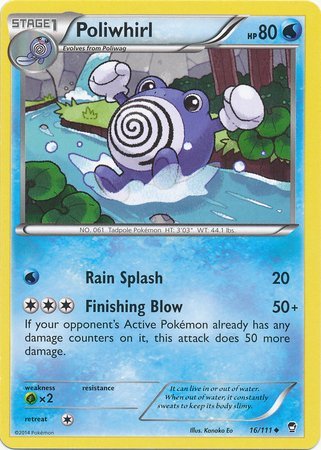 STAGE1
Poliwhirl
HP80
Evolves from Poliwag
NO. 061 Tadpole Pokémon HT: 3'03" WT: 44.1 lbs.
Rain Splash 20
Finishing Blow 50+
If your opponent's Active Pokémon already has any
damage counters on it, this attack does 50 more
damage.
weakness
resistance
×2
retreat
It can live in or out of water.
When out of water, it constantly
sweats to keep its body slimy.
Illus. Kanako Eo
16/111
©2014 Pokémon